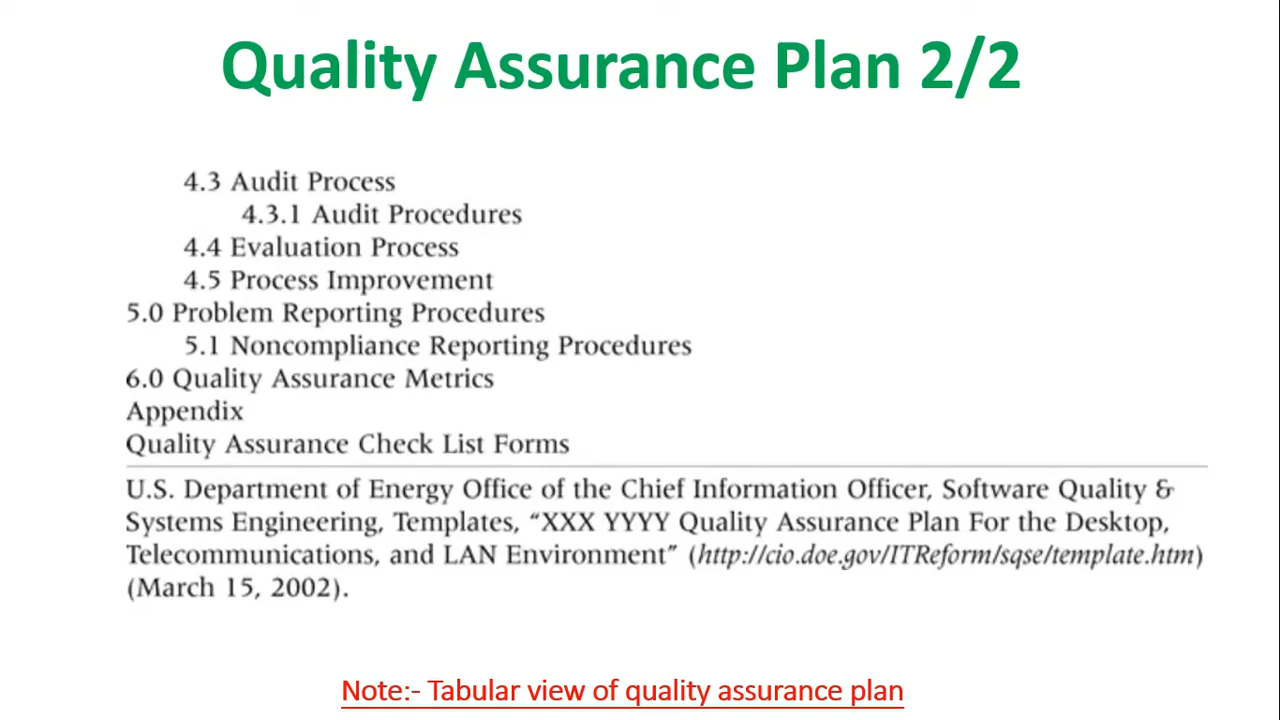 Quality Assurance Plan 2/2
4.3 Audit Process
4.3.1 Audit Procedures
4.4 Evaluation Process
4.5 Process Improvement
5.0 Problem Reporting Procedures
5.1 Noncompliance Reporting Procedures
6.0 Quality Assurance Metrics
Appendix
Quality Assurance Check List Forms
U.S. Department of Energy Office of the Chief Information Officer, Software Quality &
Systems Engineering, Templates, “XXX YYYY Quality Assurance Plan For the Desktop,
Telecommunications, and LAN Environment” (http://cio.doe.gov/ITReform/sqse/template.htm)
(March 15, 2002).
Note:- Tabular view of quality assurance plan